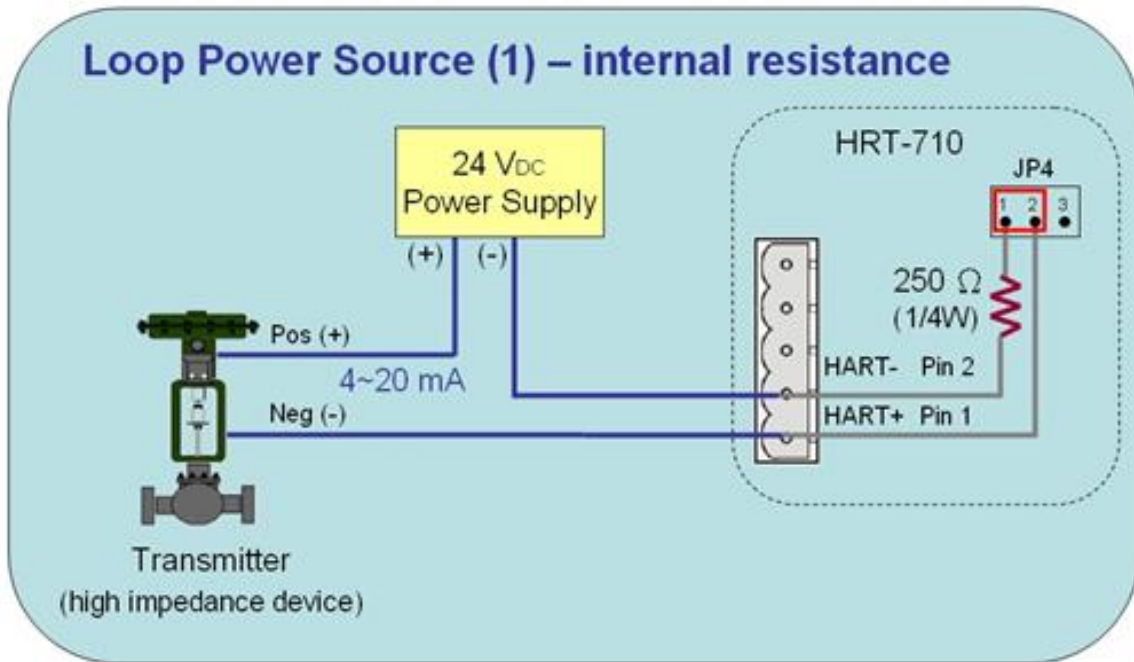 Loop Power Source (1) – internal resistance
24 VDC
Power Supply
(+) (-)
HRT-710
JP4
1 2 3
250 Ω
(1/4W)
Pos (+)
4~20 mA
Neg (-)
HART- Pin 2
HART+ Pin 1
Transmitter
(high impedance device)